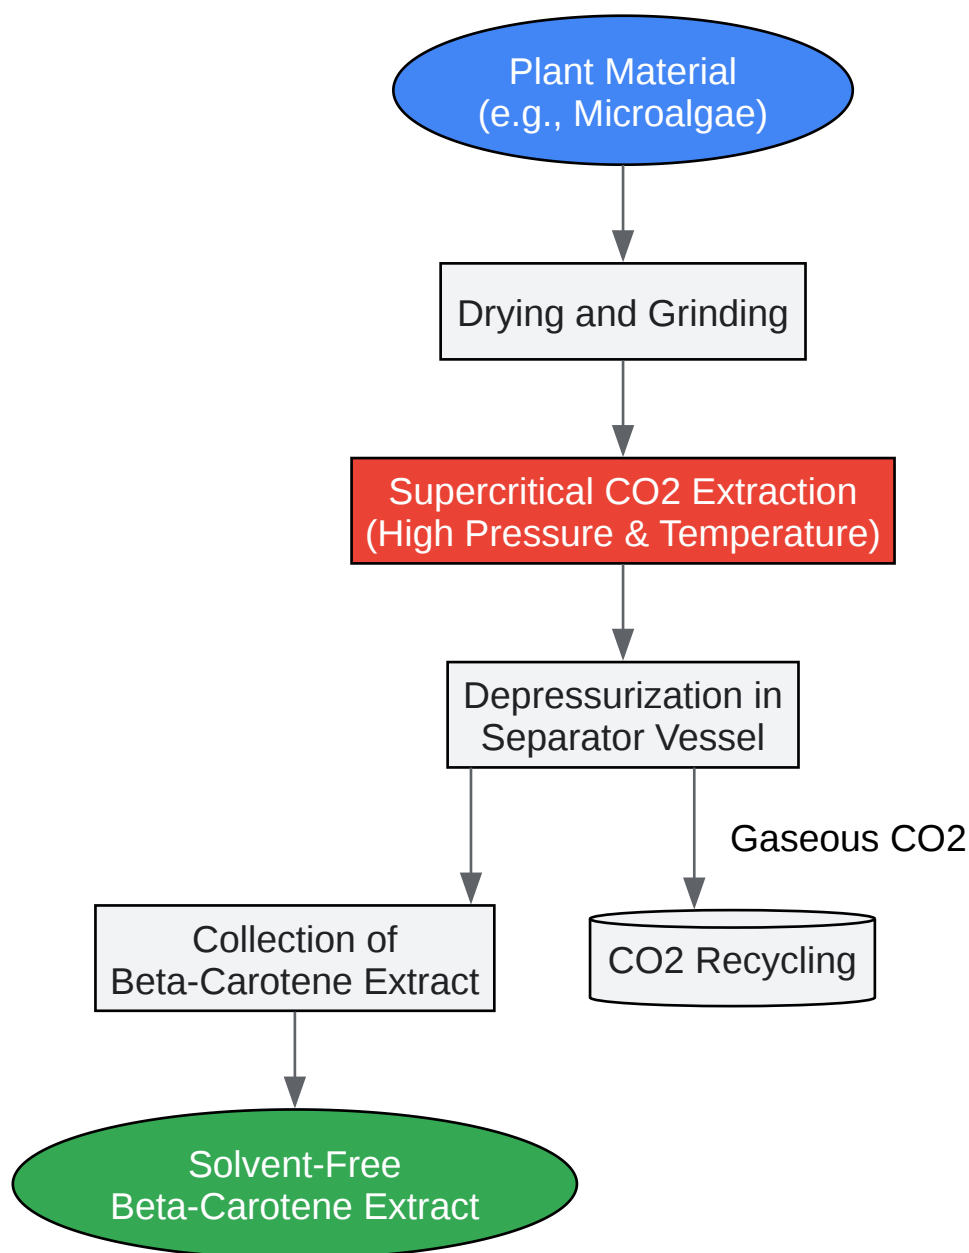 Plant Material
(e.g., Microalgae)
Drying and Grinding
Supercritical CO2 Extraction
(High Pressure & Temperature)
Depressurization in
Separator Vessel
Gaseous CO2
Collection of
Beta-Carotene Extract
CO2 Recycling
Solvent-Free
Beta-Carotene Extract